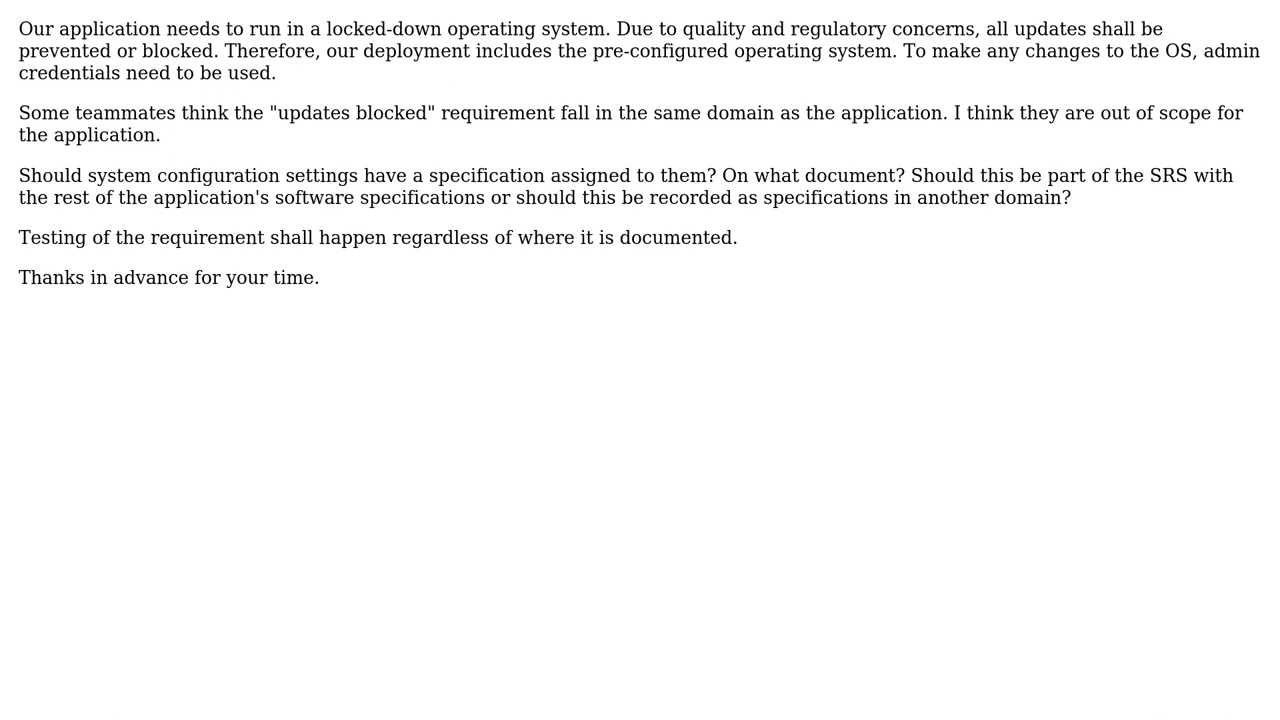 Our application needs to run in a locked-down operating system. Due to quality and regulatory concerns, all updates shall be
prevented or blocked. Therefore, our deployment includes the pre-configured operating system. To make any changes to the OS, admin
credentials need to be used.
Some teammates think the "updates blocked" requirement fall in the same domain as the application. I think they are out of scope for
the application.
Should system configuration settings have a specification assigned to them? On what document? Should this be part of the SRS with
the rest of the application's software specifications or should this be recorded as specifications in another domain?
Testing of the requirement shall happen regardless of where it is documented.
Thanks in advance for your time.